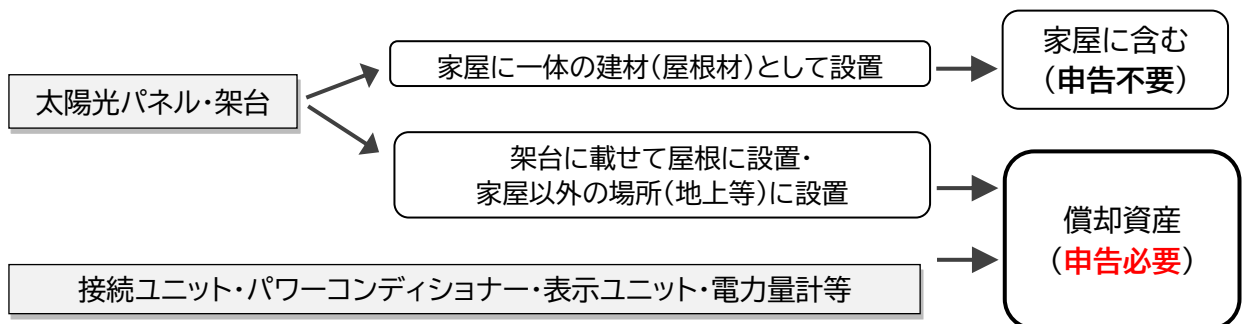 太陽光パネル・架台
家屋に一体の建材(屋根材)として設置
家屋に含む
(申告不要)
架台に載せて屋根に設置・
家屋以外の場所(地上等)に設置
接続ユニット・パワーコンディショナー・表示ユニット・電力量計等
償却資産
(申告必要)